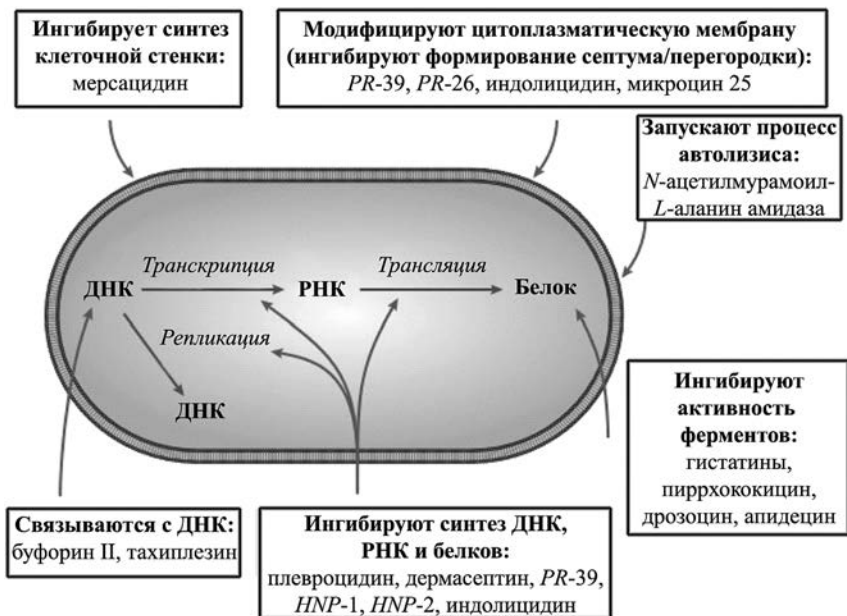 Ингибирует синтез
клеточной стенки:
мерсацидин
Модифицируют цитоплазматическую мембрану
(ингибируют формирование септума/перегородки):
PR-39, PR-26, индолицидин, микроцин 25
Запускают процесс
автолизиса:
N-ацетилмурамоил-
L-аланин амидаза
Транскрипция
Трансляция
ДНК
РНК
Белок
Репликация
ДНК
Ингибируют
активность
ферментов:
гистатины,
пиррхококицин,
дрозоцин, апидецин
Связываются с ДНК:
буфорин II, тахиплезин
Ингибируют синтез ДНК,
РНК и белков:
плевроцидин, дермасептин, PR-39,
HNP-1, HNP-2, индолицидин